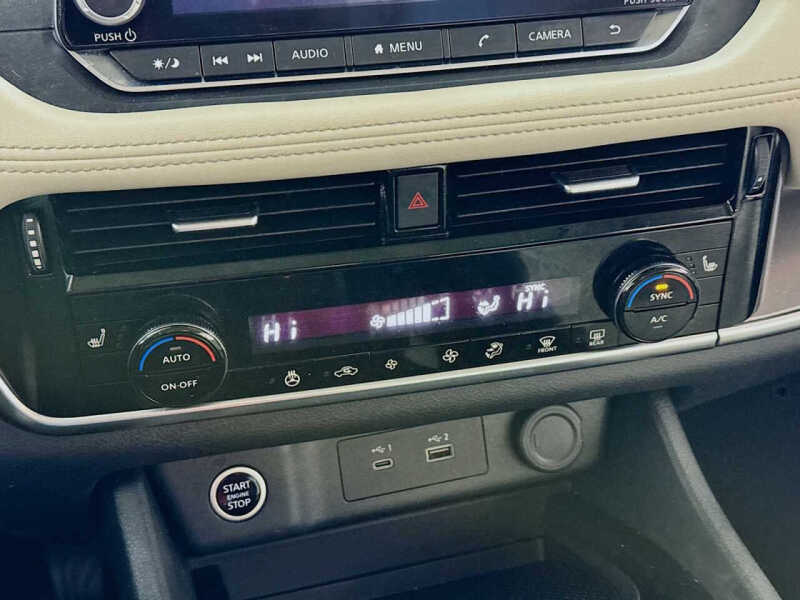 PUSH
PUSH SOUND
AUDIO
MENU
CAMERA
SYNC
Hi
Hi
AUTO
ON·OFF
SYNC
A/C
FRONT
REAR
1
2
START
ENGINE
STOP